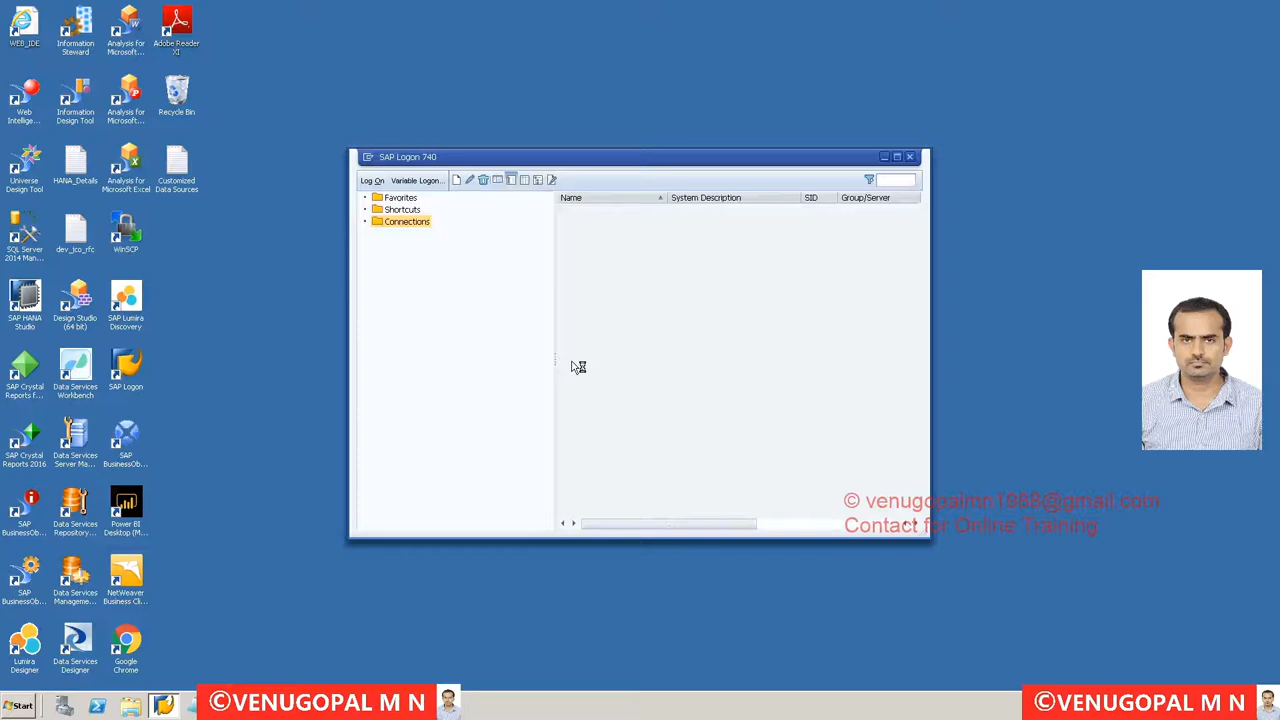 WEB_IDE
Information
Steward
Analysis for
Microsoft...
Adobe Reader
XI
Web
Intellige...
Information
Design Tool
Analysis for
Microsoft...
Recycle Bin
Universe
Design Tool
HANA_Details
Analysis for
Microsoft Excel
Customized
Data Sources
SQL Server
2014 Man...
dev_jco_rfc
WinSCP
SAP HANA
Studio
Design Studio
(64 bit)
SAP Lumira
Discovery
SAP Crystal
Reports f...
Data Services
Workbench
SAP Logon
SAP Crystal
Reports 2016
Data Services
Server Ma...
SAP
BusinessOb...
SAP
BusinessOb...
Data Services
Repository...
Power BI
Desktop (M...
SAP
BusinessOb...
Data Services
Manageme...
NetWeaver
Business Cli...
Lumira
Designer
Data Services
Designer
Google
Chrome
SAP Logon 740
Log On Variable Logon...
Favorites
Shortcuts
Connections
Name System Description SID Group/Server
© venugopalmn1988@gmail.com
Contact for Online Training
Start
©VENUGOPAL M N
©VENUGOPAL M N